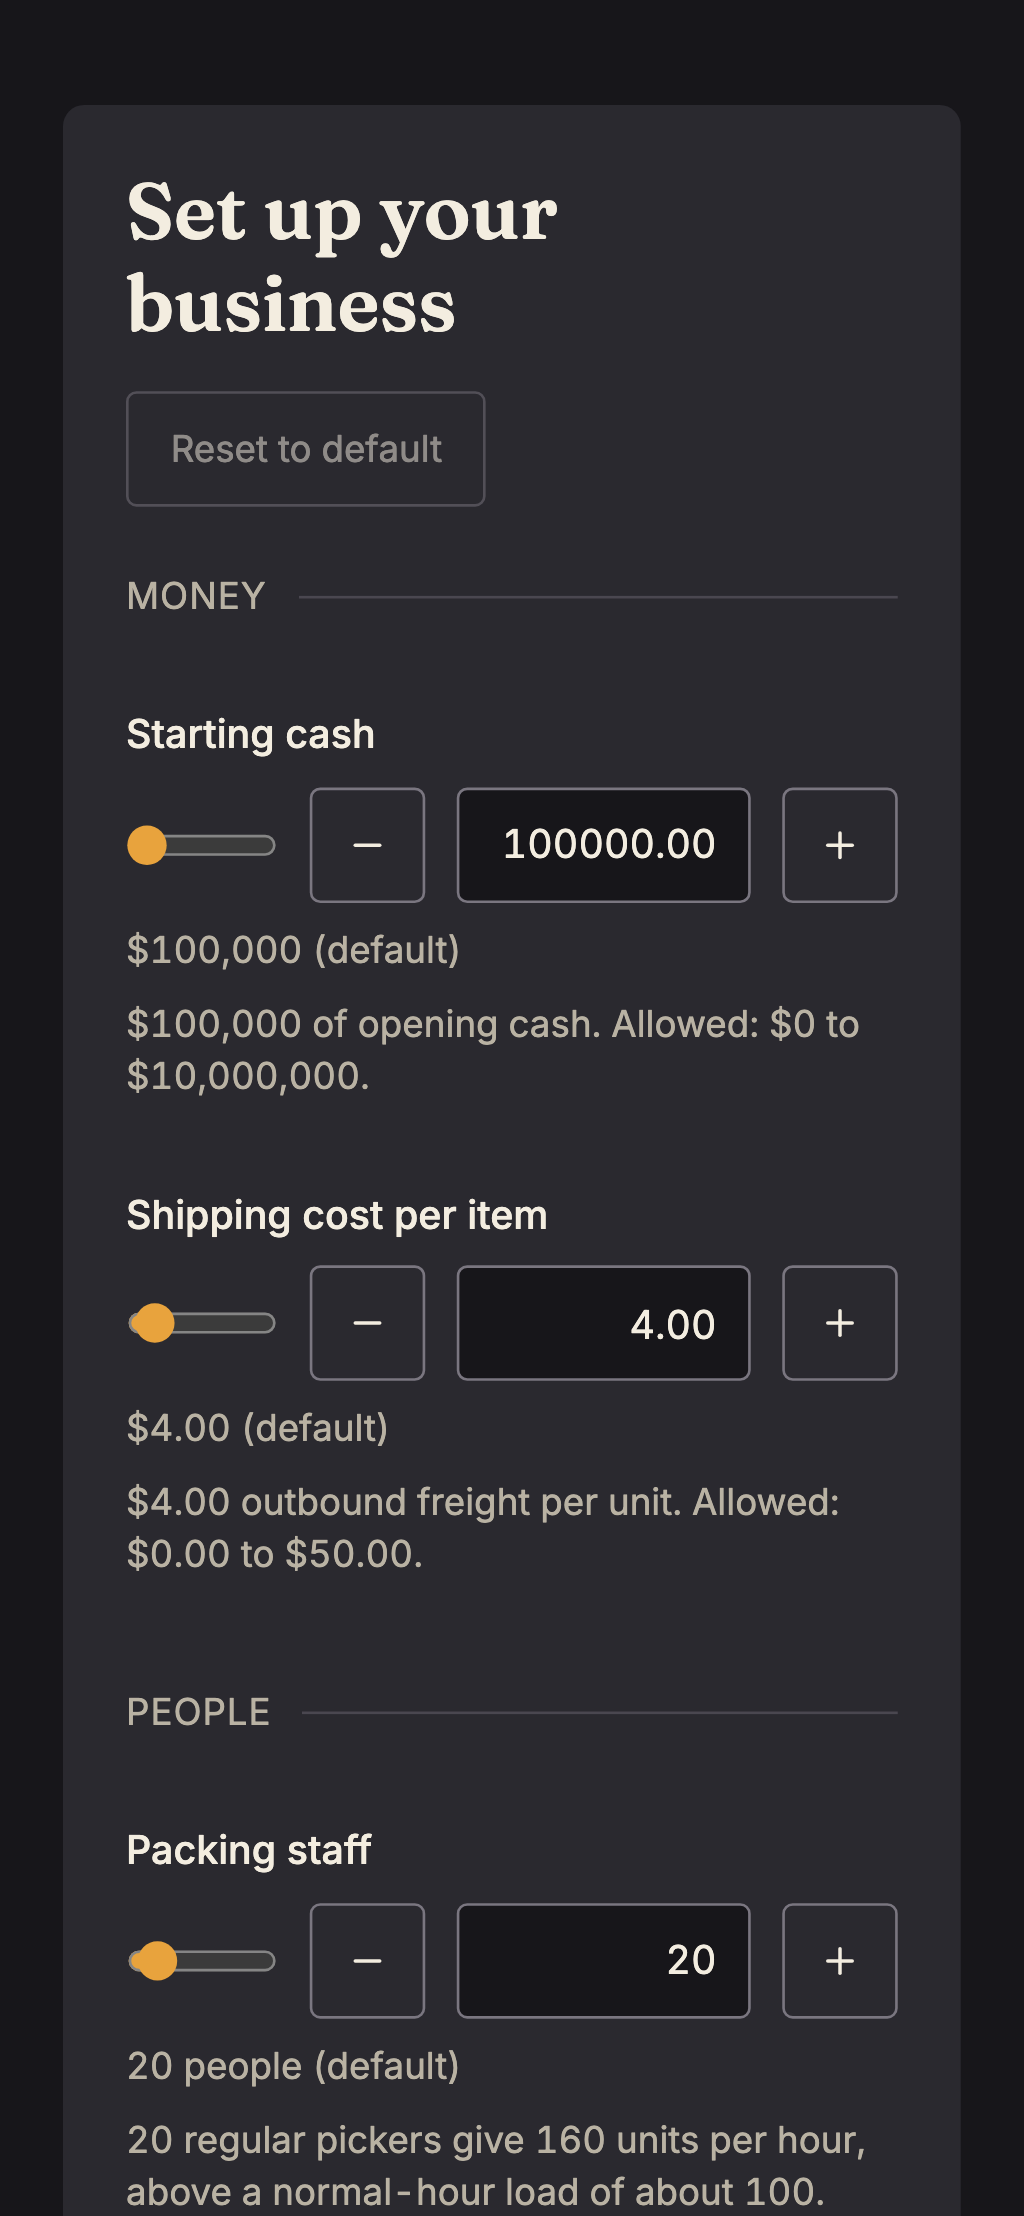 Set up your
business
Reset to default
MONEY
Starting cash
− 100000.00 +
$100,000 (default)
$100,000 of opening cash. Allowed: $0 to
$10,000,000.
Shipping cost per item
− 4.00 +
$4.00 (default)
$4.00 outbound freight per unit. Allowed:
$0.00 to $50.00.
PEOPLE
Packing staff
− 20 +
20 people (default)
20 regular pickers give 160 units per hour,
above a normal-hour load of about 100.